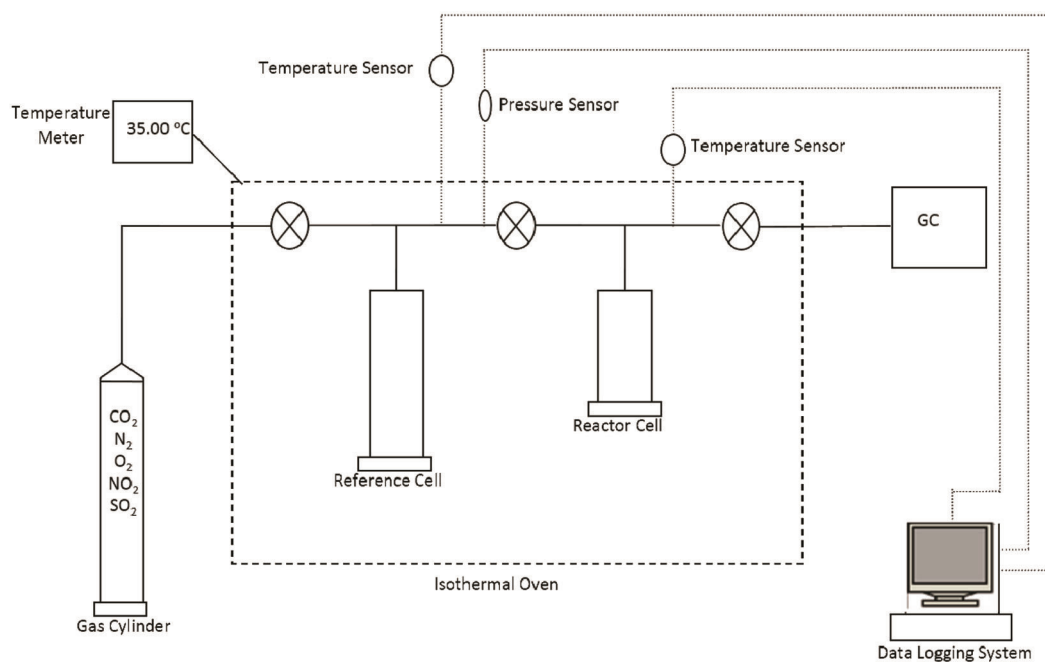 Temperature Sensor
Pressure Sensor
Temperature
Meter
35.00 ºC
Temperature Sensor
GC
CO₂
N₂
O₂
NO₂
SO₂
Reactor Cell
Reference Cell
Isothermal Oven
Gas Cylinder
Data Logging System